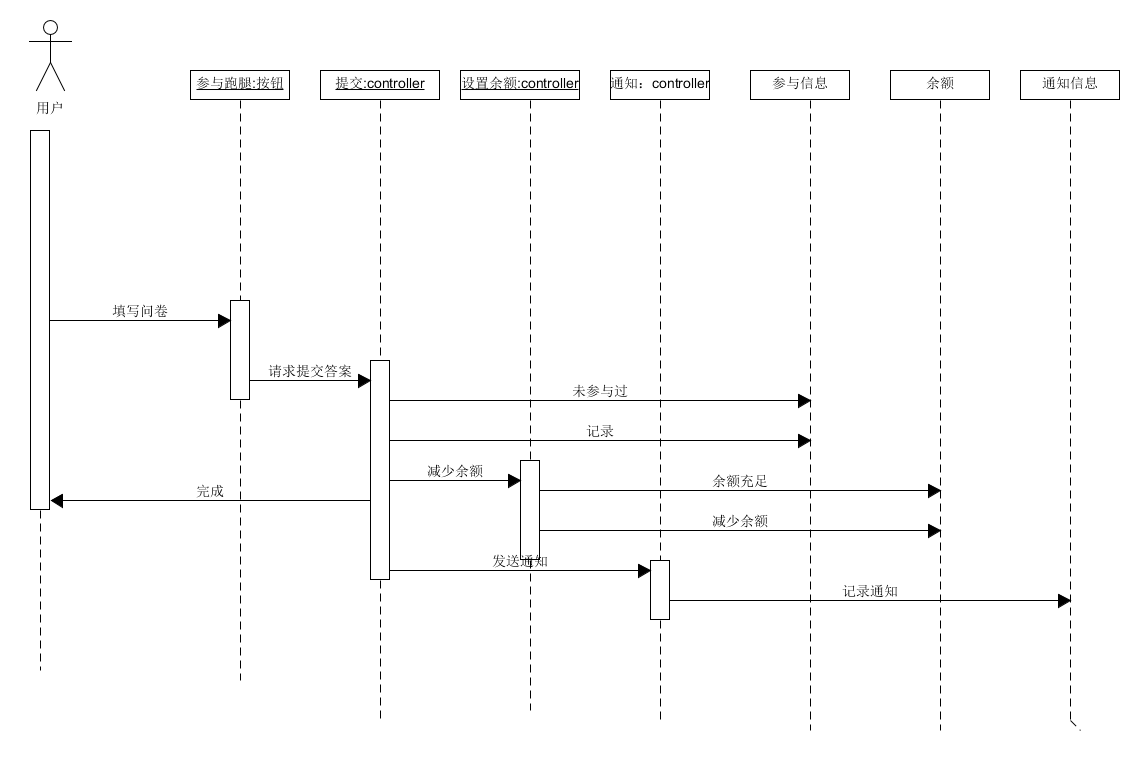 用户
参与跑腿:按钮
提交:controller
设置余额:controller
通知：controller
参与信息
余额
通知信息
填写问卷
请求提交答案
未参与过
记录
减少余额
余额充足
完成
减少余额
发送通知
记录通知